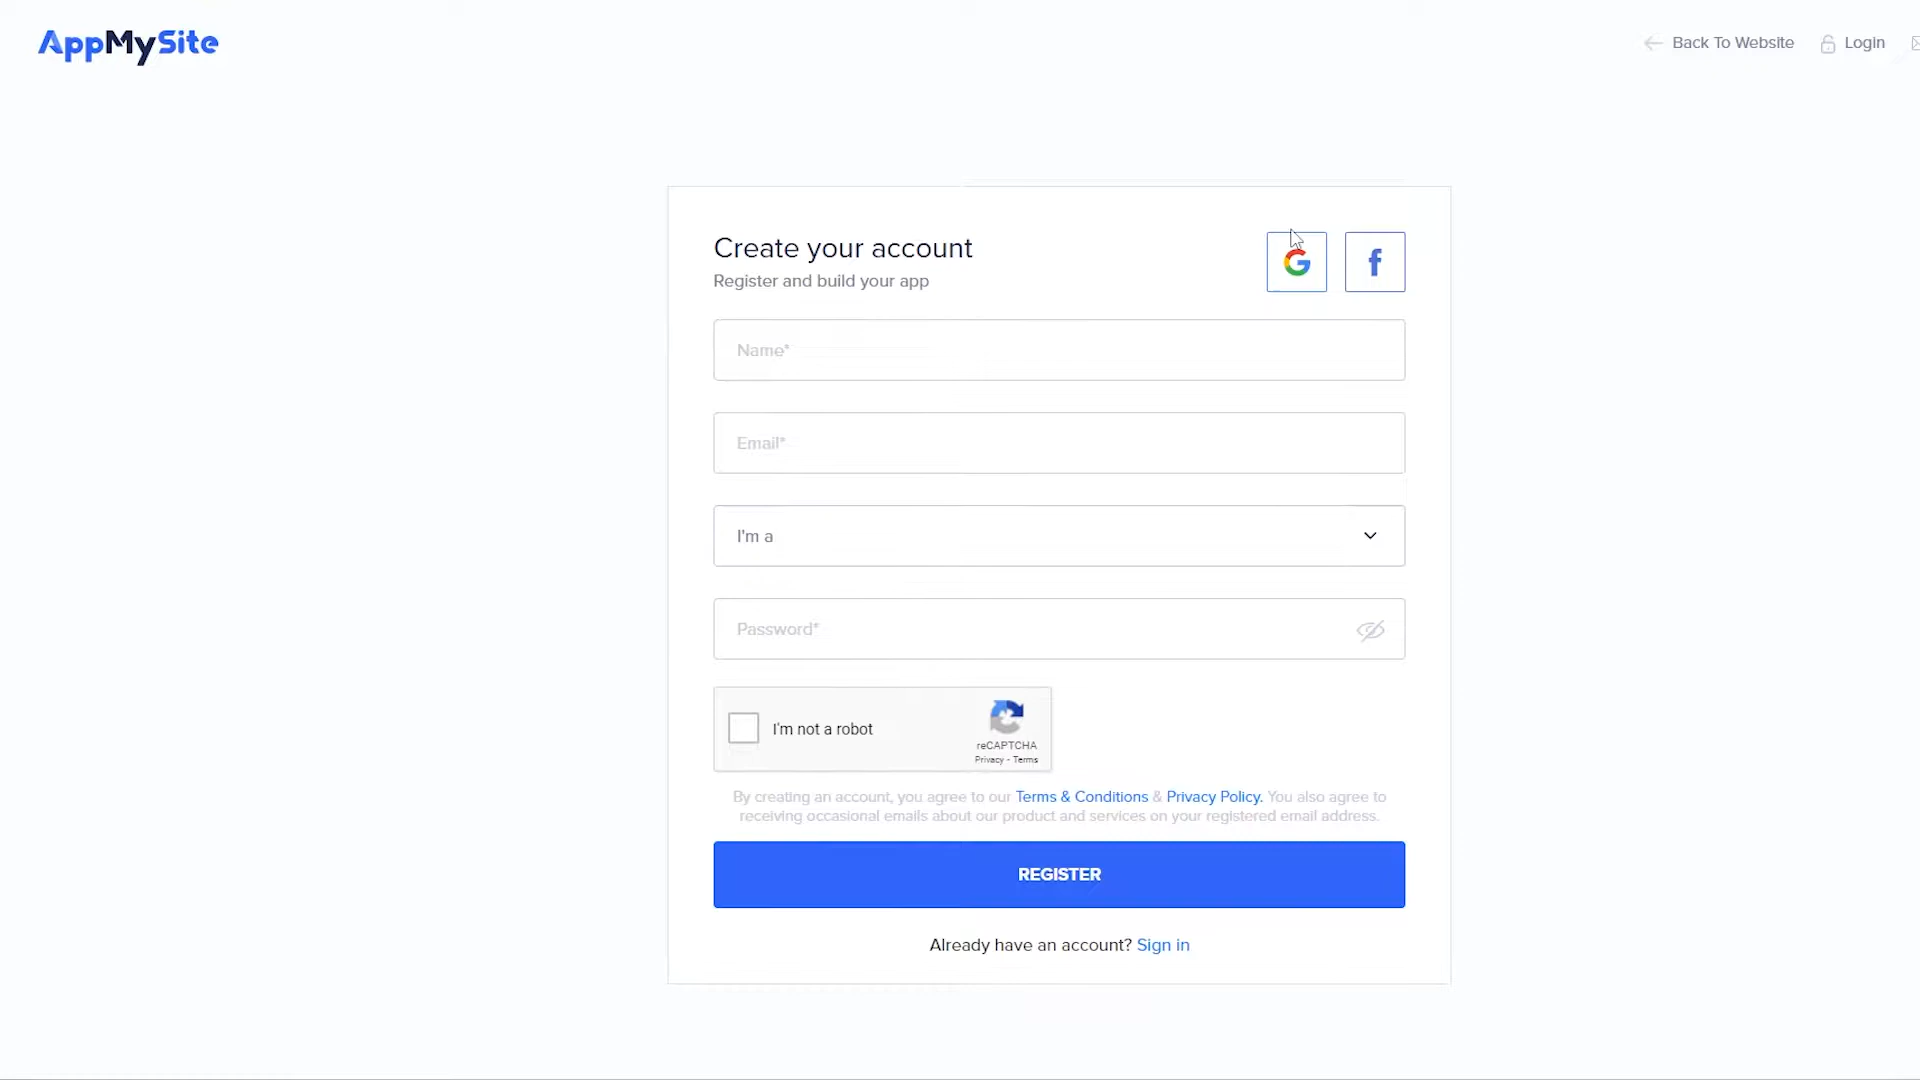 AppMySite
Back To Website
Login
Create your account
Register and build your app
Name*
Email*
I'm a
Password*
I'm not a robot
reCAPTCHA
Privacy - Terms
By creating an account, you agree to our Terms & Conditions & Privacy Policy. You also agree to
receiving occasional emails about our product and services on your registered email address.
REGISTER
Already have an account? Sign in